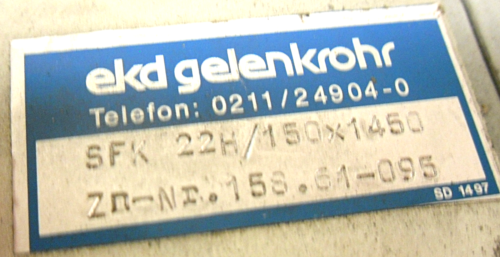 ekd gelenkrohr
Telefon: 0211/24904-0
SFK 22H/150x1450
Zn-Nr.158.61-095
SD 1497